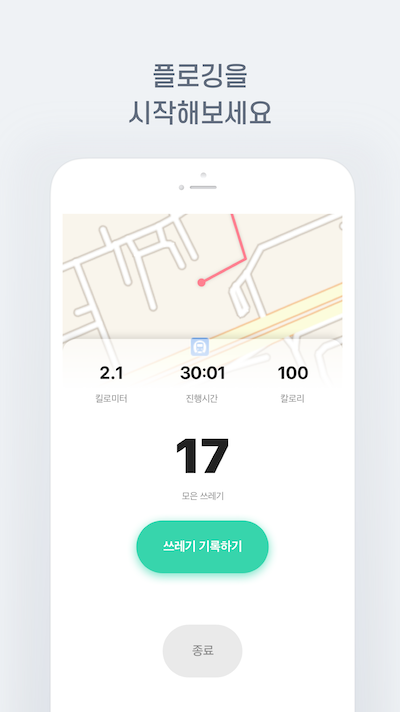 플로깅을
시작해보세요
2.1
30:01
100
킬로미터
진행시간
칼로리
17
모은 쓰레기
쓰레기 기록하기
종료